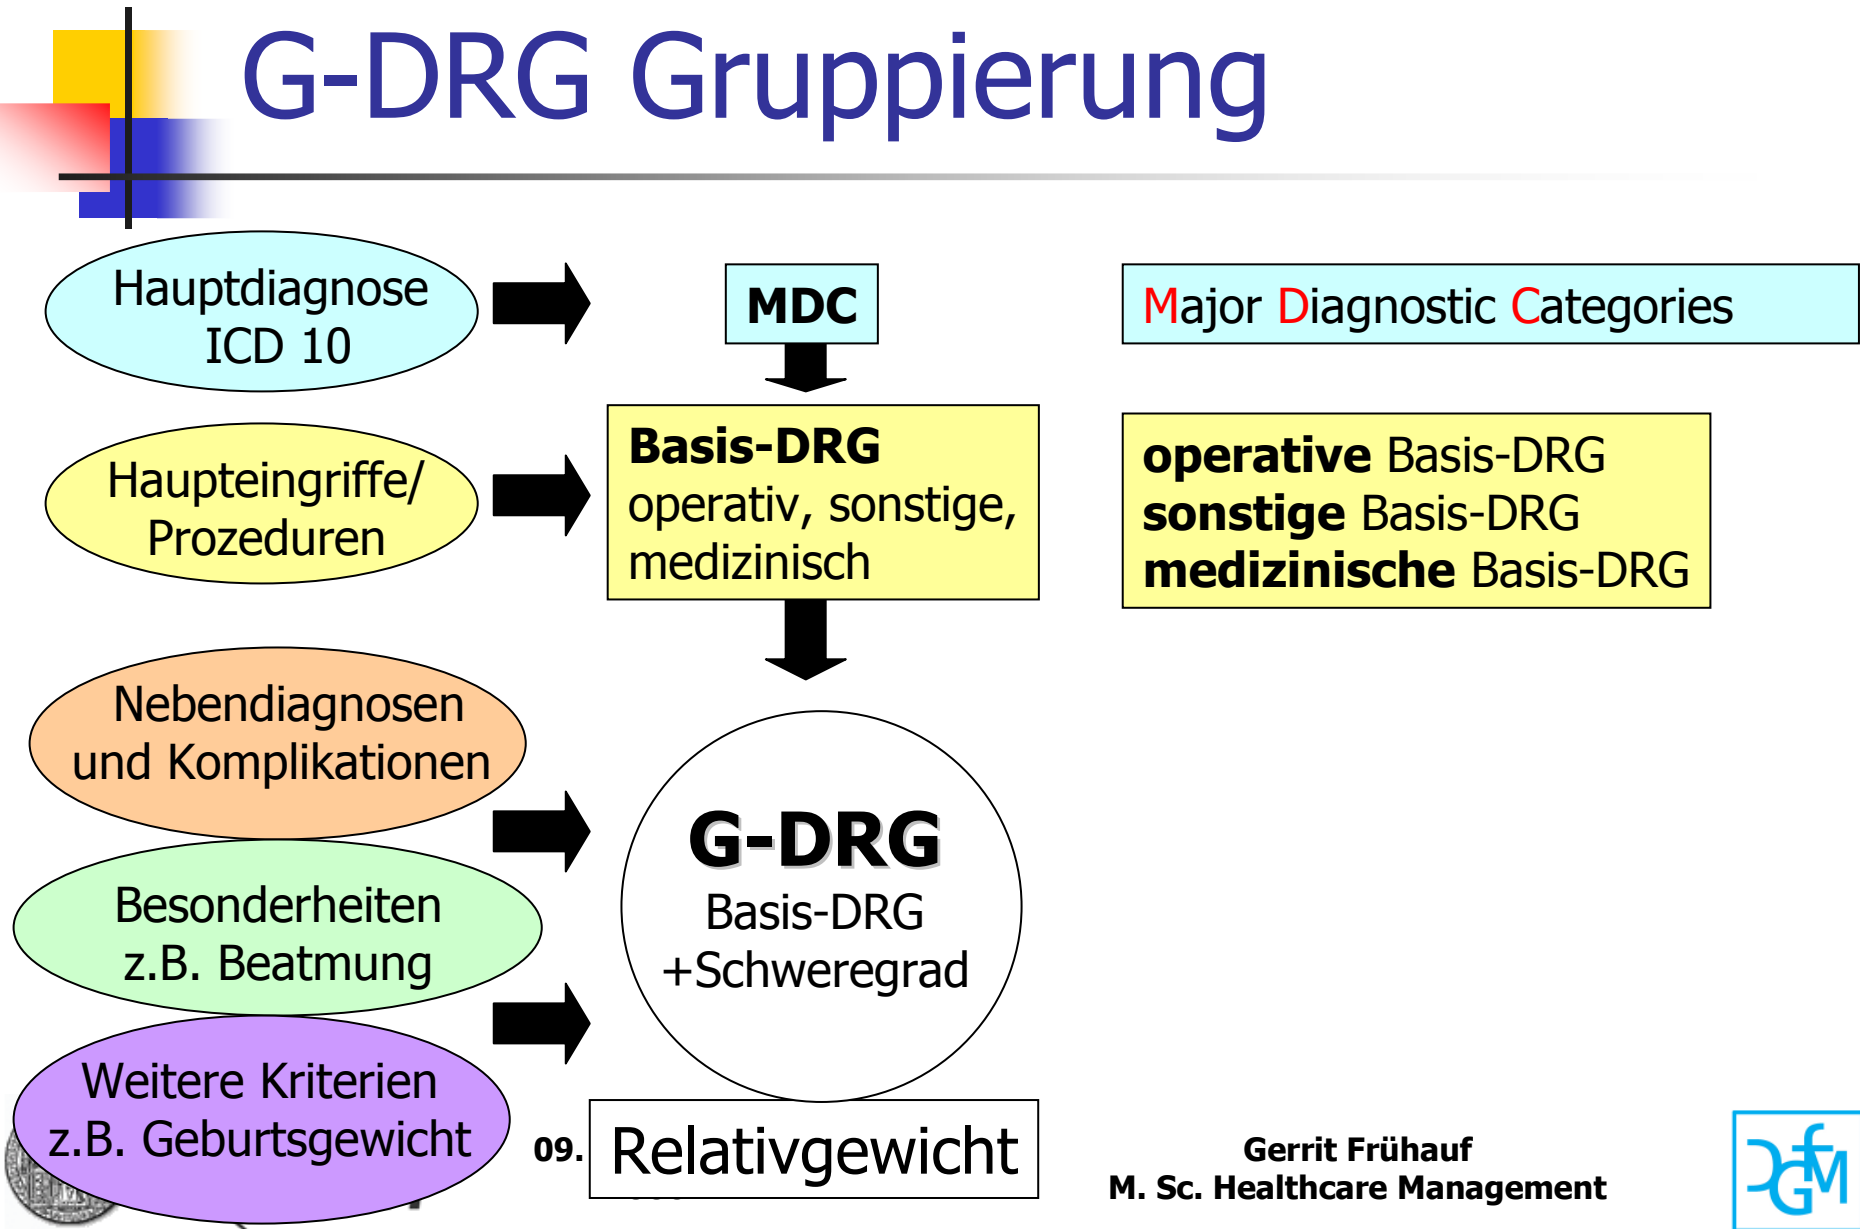 G-DRG Gruppierung
Hauptdiagnose
ICD 10
MDC
Major Diagnostic Categories
Haupteingriffe/
Prozeduren
Basis-DRG
operativ, sonstige,
medizinisch
operative Basis-DRG
sonstige Basis-DRG
medizinische Basis-DRG
Nebendiagnosen
und Komplikationen
Besonderheiten
z.B. Beatmung
Weitere Kriterien
z.B. Geburtsgewicht
G-DRG
Basis-DRG
+Schweregrad
Relativgewicht
09.
Gerrit Frühauf
M. Sc. Healthcare Management
DGfM